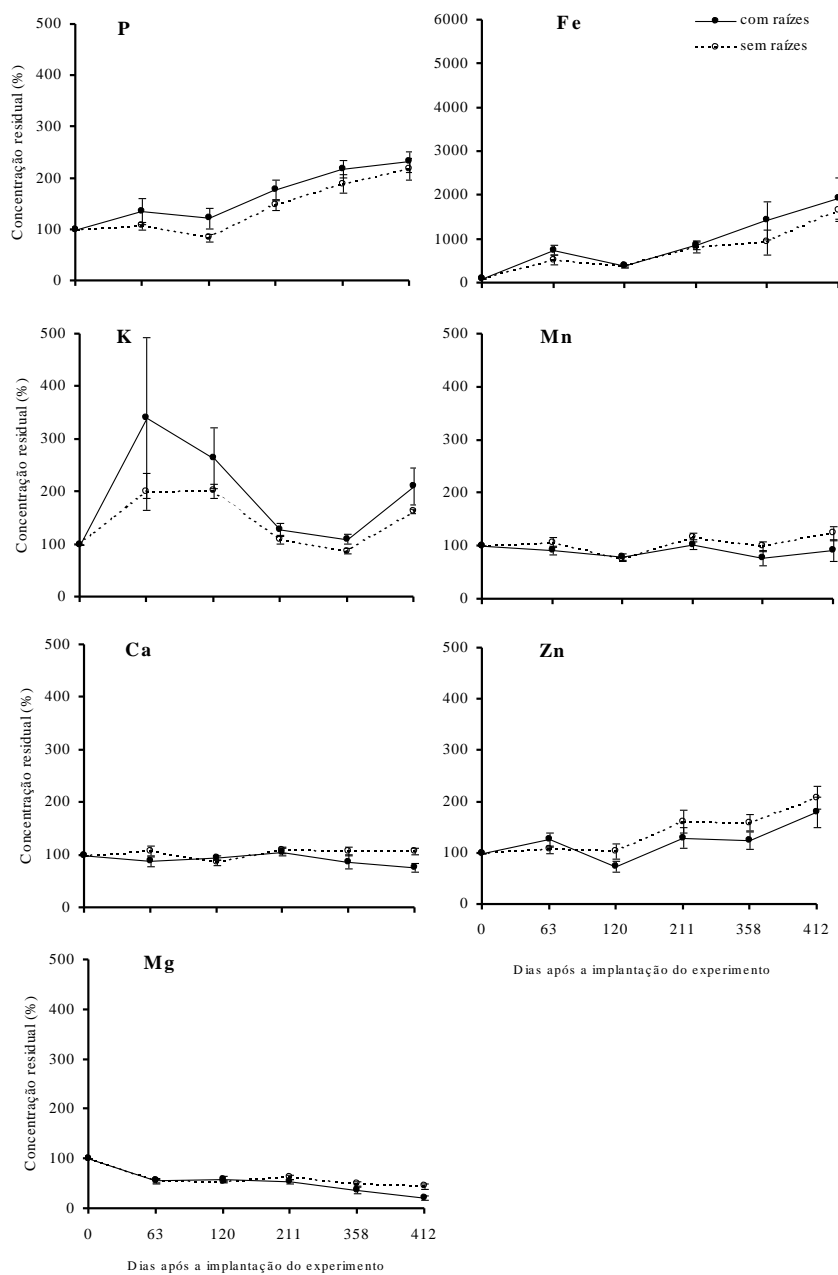 P
Concentração residual (%)
500
400
300
200
100
0
Fe
com raízes
sem raízes
6000
5000
4000
3000
2000
1000
0
K
Concentração residual (%)
500
400
300
200
100
0
Mn
500
400
300
200
100
0
Ca
Concentração residual (%)
500
400
300
200
100
0
Zn
500
400
300
200
100
0
0 63 120 211 358 412
Dias após a implantação do experimento
Mg
Concentração residual (%)
500
400
300
200
100
0
0 63 120 211 358 412
Dias após a implantação do experimento